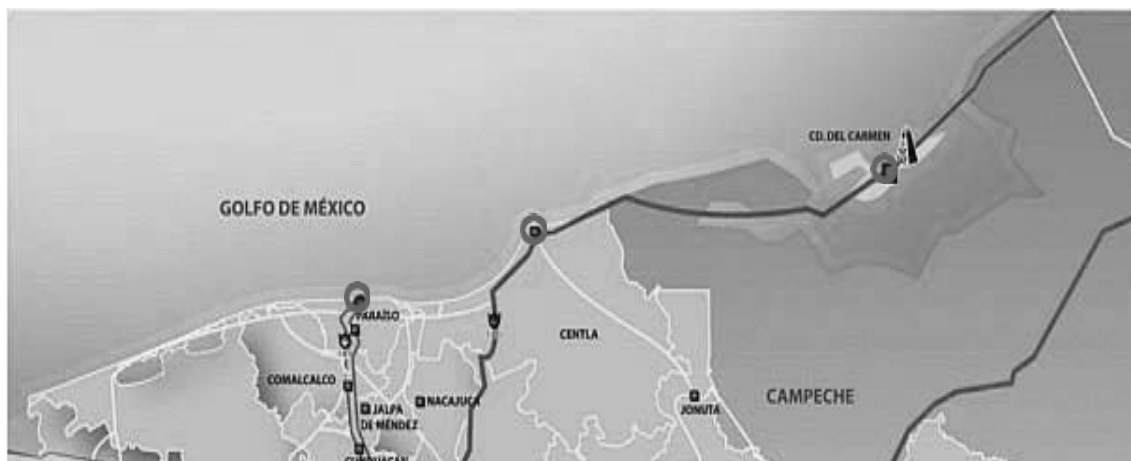 CD. DEL CARMEN
GOLFO DE MÉXICO
PARAÍSO
CENTLA
COMALCALCO
NACAJUCA
JALPA
DE MÉNDEZ
JONUTA
CAMPECHE